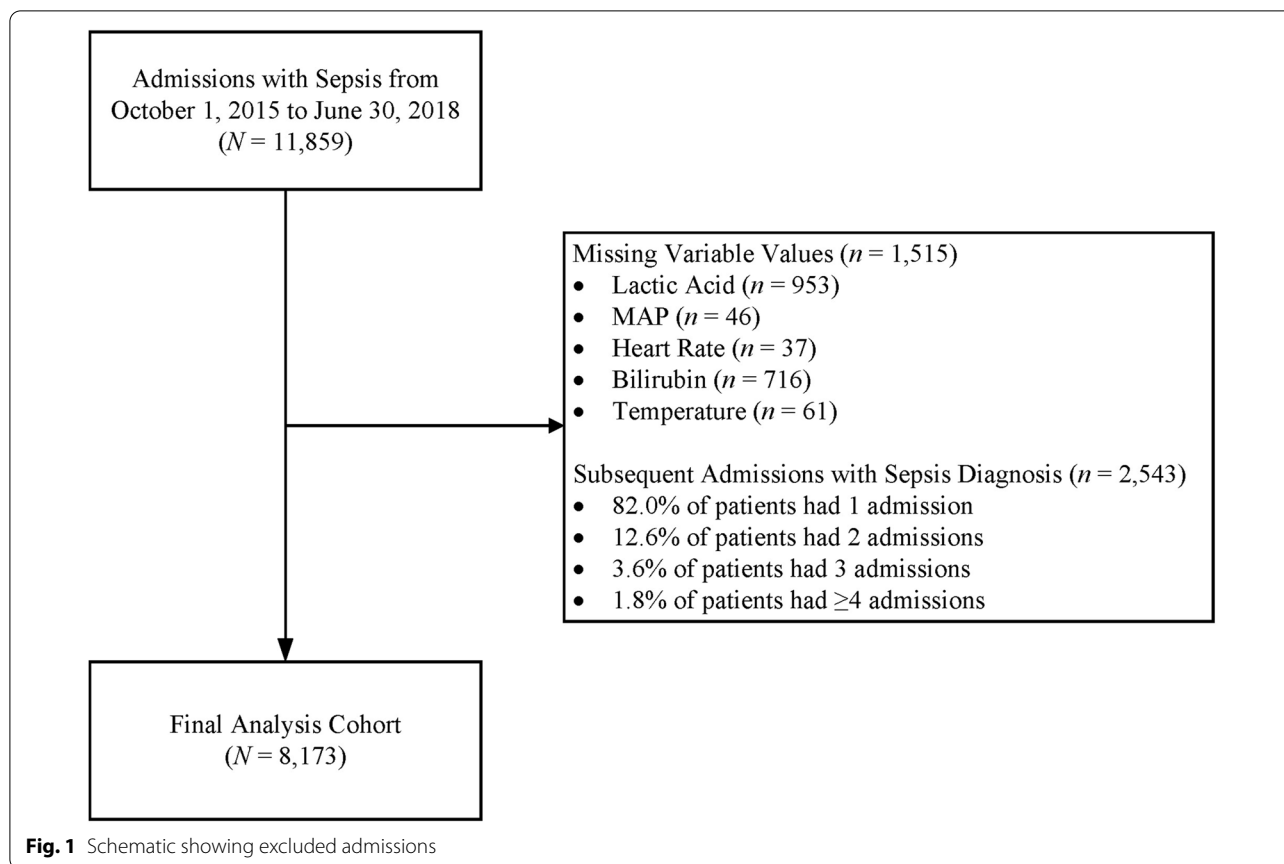 Admissions with Sepsis from
October 1, 2015 to June 30, 2018
(N = 11,859)
Missing Variable Values (n = 1,515)
• Lactic Acid (n = 953)
• MAP (n = 46)
• Heart Rate (n = 37)
• Bilirubin (n = 716)
• Temperature (n = 61)
Subsequent Admissions with Sepsis Diagnosis (n = 2,543)
• 82.0% of patients had 1 admission
• 12.6% of patients had 2 admissions
• 3.6% of patients had 3 admissions
• 1.8% of patients had ≥4 admissions
Final Analysis Cohort
(N = 8,173)
Fig. 1 Schematic showing excluded admissions